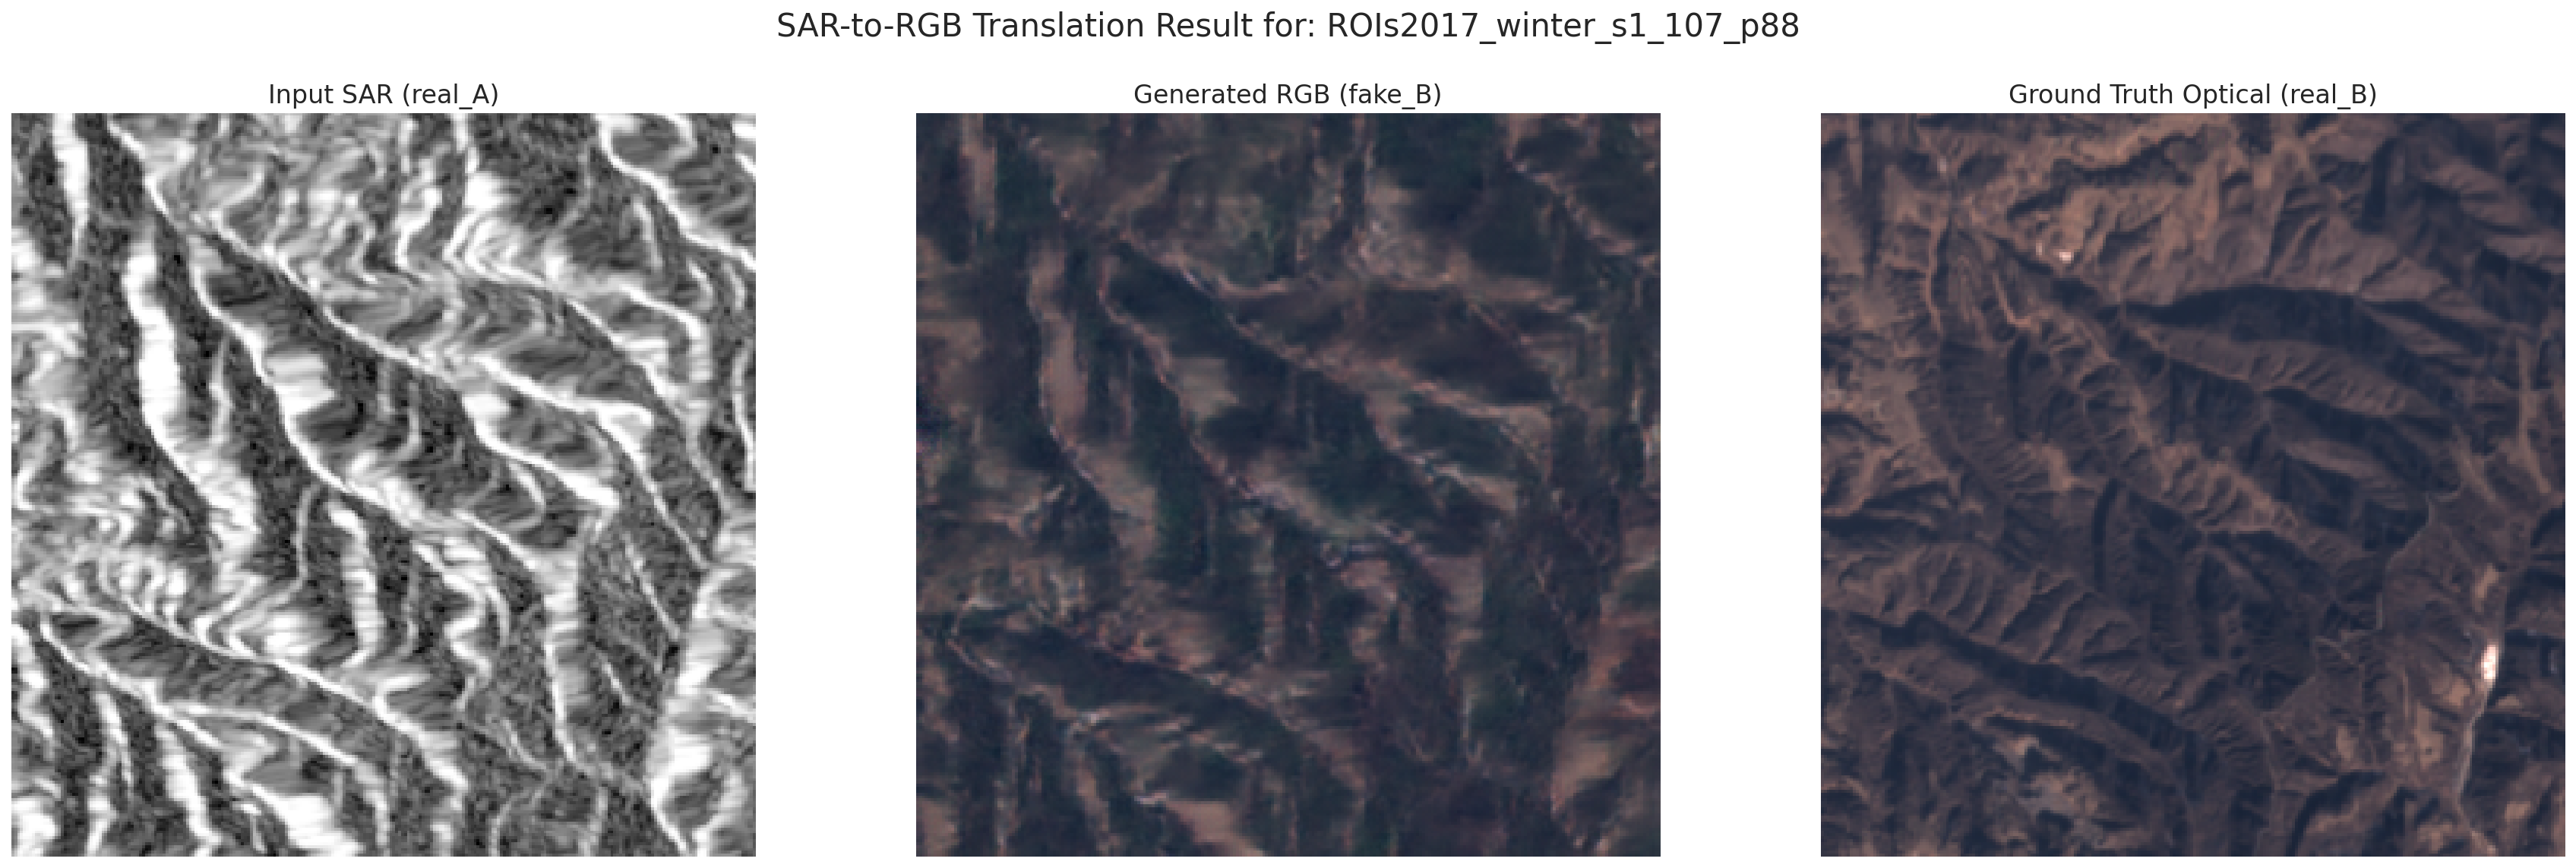 SAR-to-RGB Translation Result for: ROIs2017_winter_s1_107_p88
Input SAR (real_A)
Generated RGB (fake_B)
Ground Truth Optical (real_B)